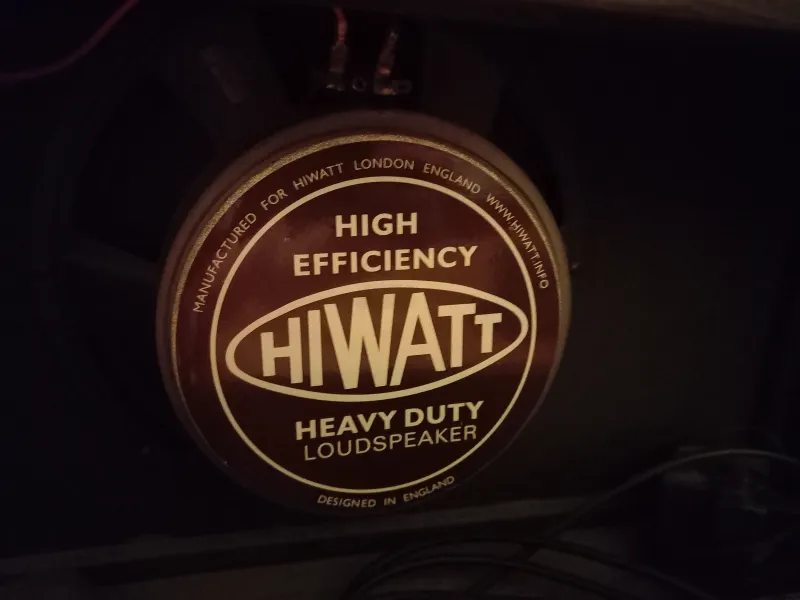 MANUFACTURED FOR HIWATT LONDON ENGLAND WWW.HIWATT.INFO
HIGH
EFFICIENCY
HIWATT
HEAVY DUTY
LOUDSPEAKER
DESIGNED IN ENGLAND